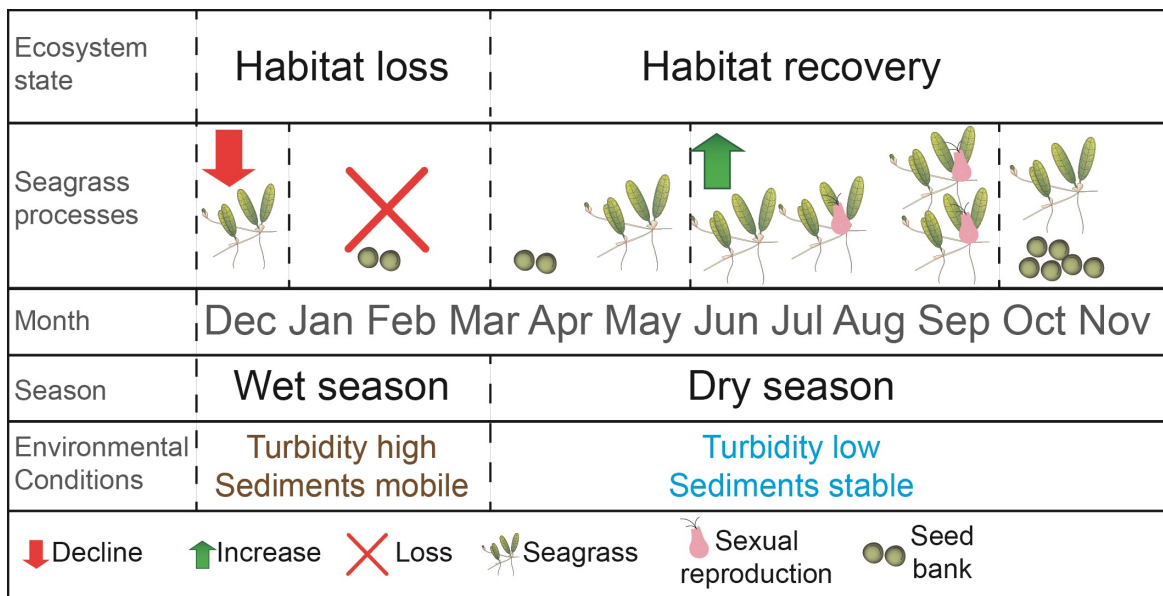 Ecosystem
state
Habitat loss
Habitat recovery
Seagrass
processes
Month
Dec Jan Feb Mar Apr May Jun Jul Aug Sep Oct Nov
Season
Wet season
Dry season
Environmental
Conditions
Turbidity high
Sediments mobile
Turbidity low
Sediments stable
Decline
Increase
Loss
Seagrass
Sexual
reproduction
Seed
bank